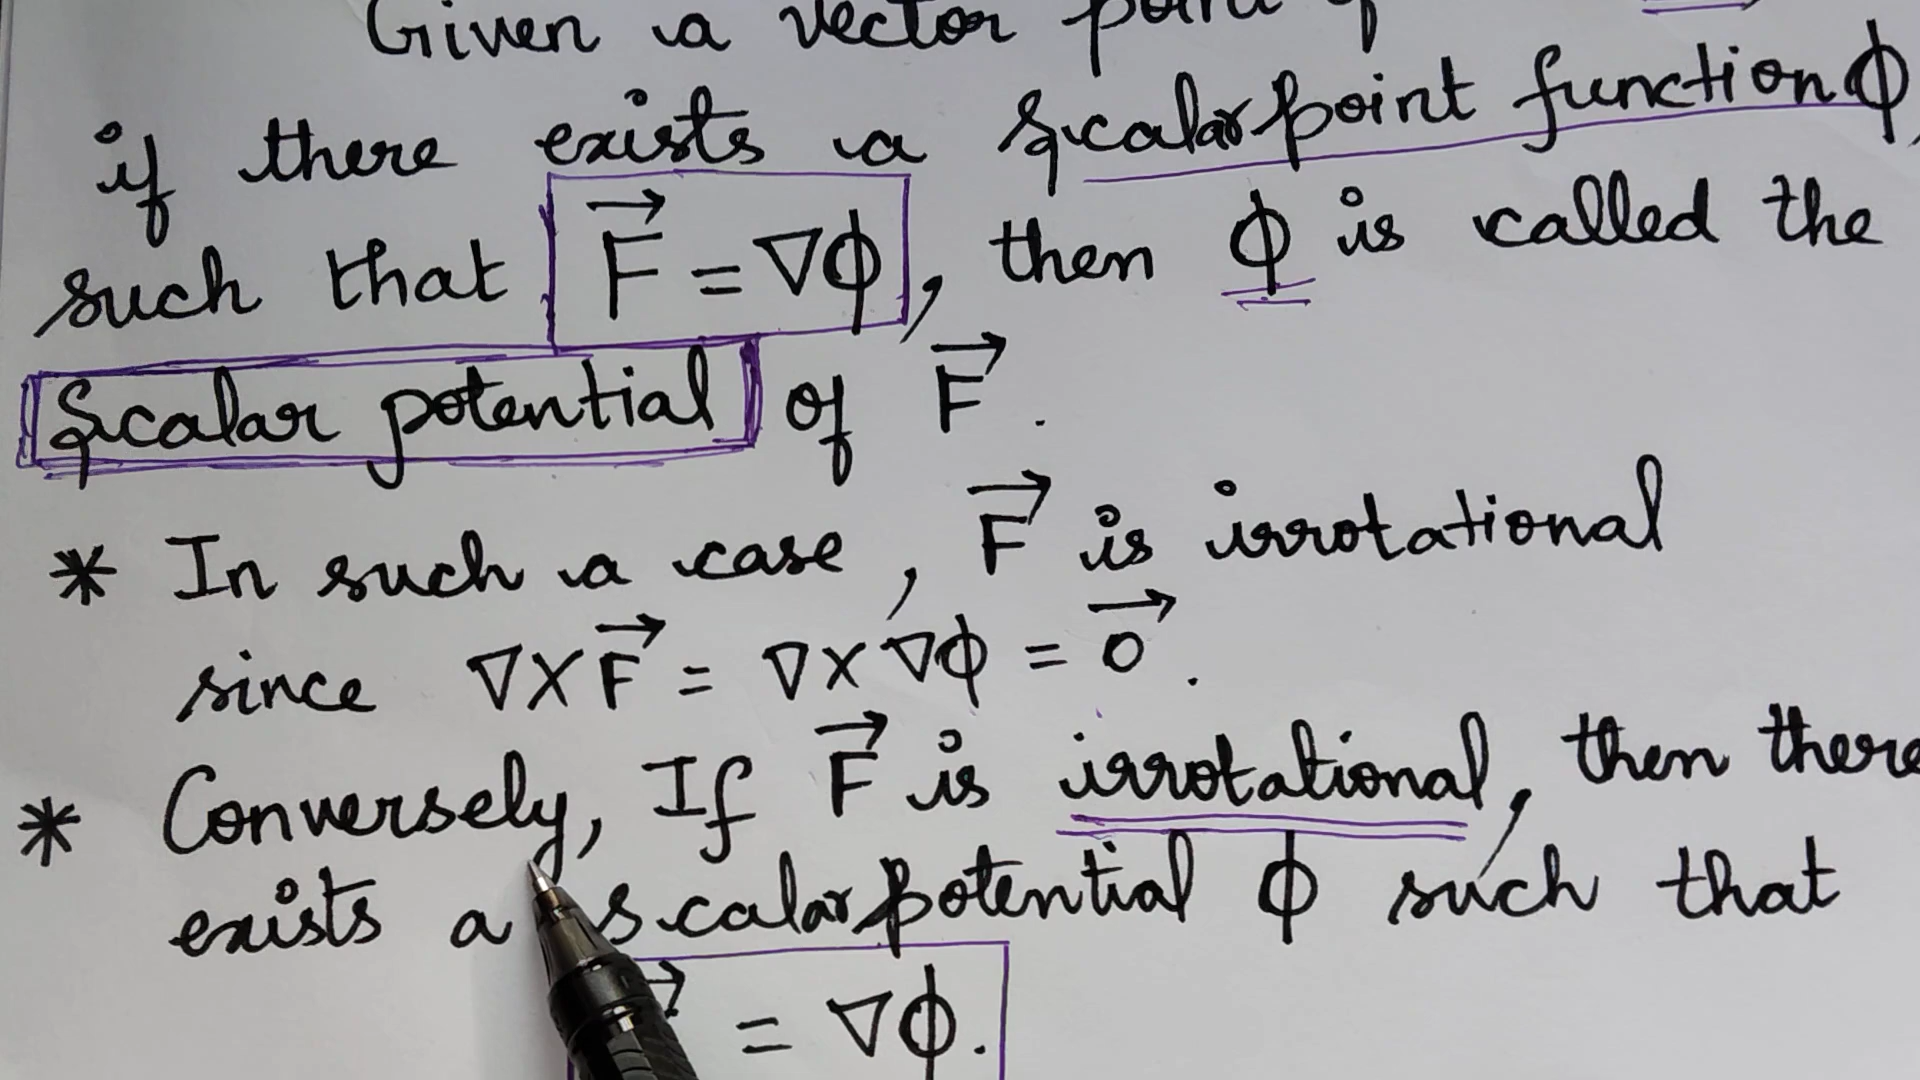 Given a vector point f
if there exists a scalar point function ϕ,
such that F⃗ = ∇ϕ, then ϕ is called the
Scalar potential of F⃗.
* In such a case, F⃗ is irrotational
since ∇×F⃗ = ∇×∇ϕ = 0⃗.
* Conversely, If F⃗ is irrotational, then there
exists a scalar potential ϕ such that
= ∇ϕ.